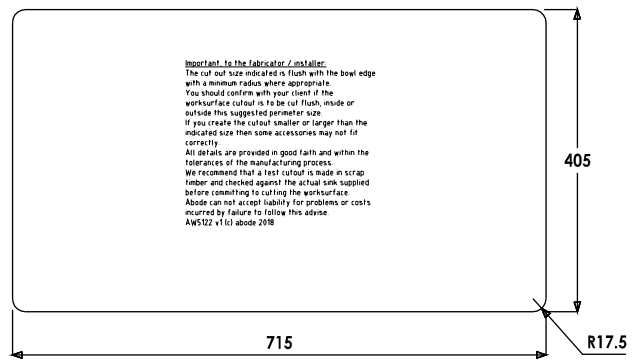 Important, to the fabricator / installer:
The cut out size indicated is flush with the bowl edge
with a minimum radius where appropriate.
You should confirm with your client if the
worksurface cutout is to be cut flush, inside or
outside this suggested perimeter size.
If you create the cutout smaller or larger than the
indicated size then some accessories may not fit
correctly.
All details are provided in good faith and within the
tolerances of the manufacturing process.
We recommend that a test cutout is made in scrap
timber and checked against the actual sink supplied
before committing to cutting the worksurface.
Abode can not accept liability for problems or costs
incurred by failure to follow this advise.
AW5122 v1 (c) abode 2018
405
715
R17.5